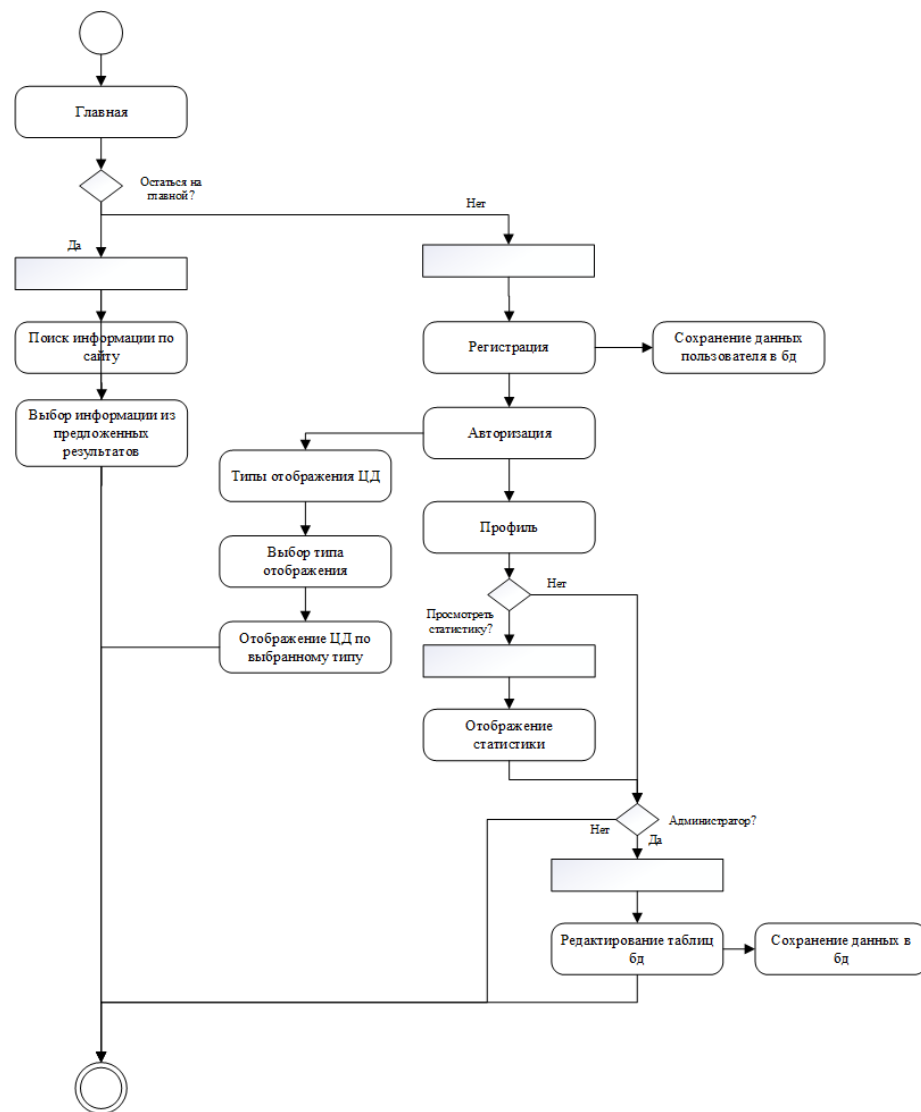 Главная
Остаться на
главной?
Нет
Да
Поиск информации по
сайту
Регистрация
Сохранение данных
пользователя в бд
Выбор информации из
предложенных
результатов
Авторизация
Типы отображения ЦД
Профиль
Выбор типа
отображения
Нет
Просмотреть
статистику?
Отображение ЦД по
выбранному типу
Отображение
статистики
Администратор?
Нет
Да
Редактирование таблиц
бд
Сохранение данных в
бд